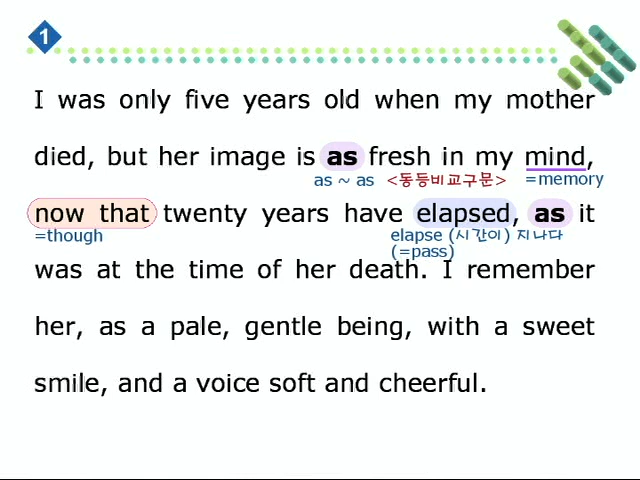 1
I was only five years old when my mother
died, but her image is as fresh in my mind,
as ~ as <동등비교구문> =memory
now that twenty years have elapsed, as it
=though elapse (시간이) 지나다
(=pass)
was at the time of her death. I remember
her, as a pale, gentle being, with a sweet
smile, and a voice soft and cheerful.